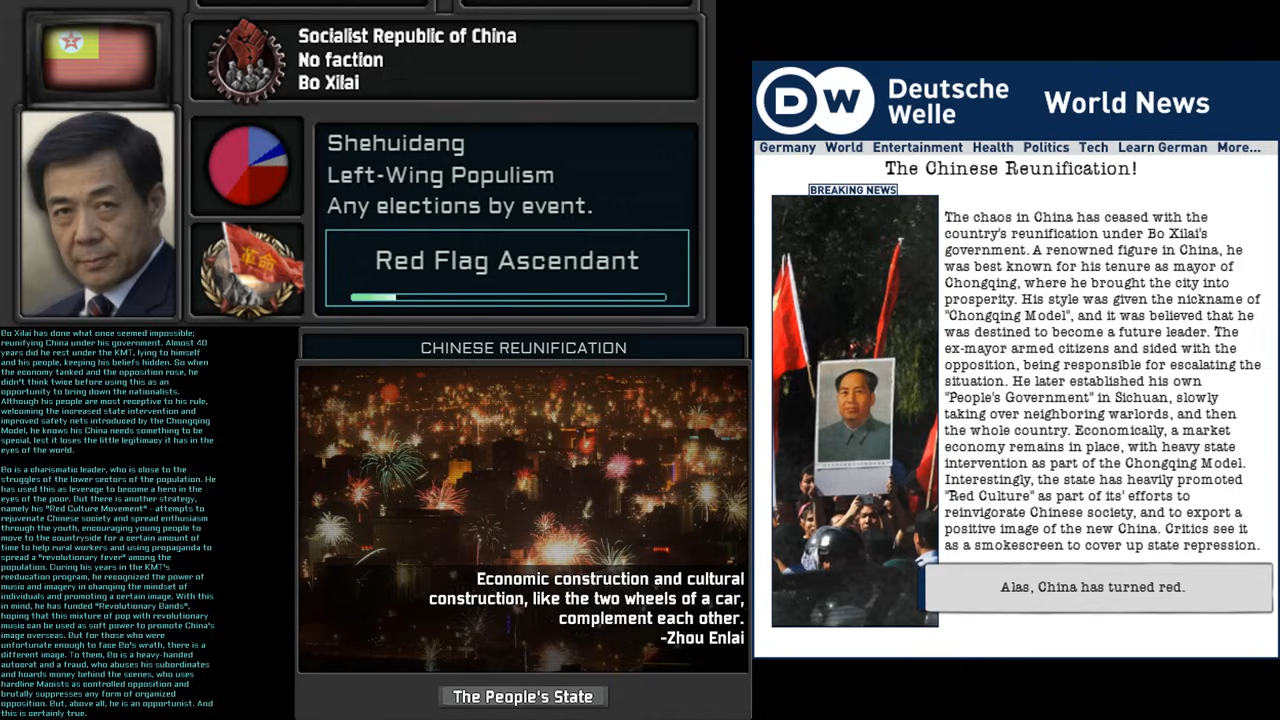 Socialist Republic of China
No faction
Bo Xilai
Shehuidang
Left-Wing Populism
Any elections by event.
Red Flag Ascendant
革命
Bo Xilai has done what once seemed impossible;
reunifying China under his government. Almost 40
years did he rest under the KMT, lying to himself
and his people, keeping his beliefs hidden. So when
the economy tanked and the opposition rose, he
didn't think twice before using this as an
opportunity to bring down the nationalists.
Although his people are most receptive to his rule,
welcoming the increased state intervention and
improved safety nets introduced by the Chongqing
Model, he knows his China needs something to be
special, lest it loses the little legitimacy it has in the
eyes of the world.
Bo is a charismatic leader, who is close to the
struggles of the lower sectors of the population. He
has used this as leverage to become a hero in the
eyes of the poor. But there is another strategy,
namely his "Red Culture Movement" - attempts to
rejuvenate Chinese society and spread enthusiasm
through the youth, encouraging young people to
move to the countryside for a certain amount of
time to help rural workers and using propaganda to
spread a "revolutionary fever" among the
population. During his years in the KMT's
reeducation program, he recognized the power of
music and imagery in changing the mindset of
individuals and promoting a certain image. With this
in mind, he has funded "Revolutionary Bands",
hoping that this mixture of pop with revolutionary
music can be used as soft power to promote China's
image overseas. But for those who were
unfortunate enough to face Bo's wrath, there is a
different image. To them, Bo is a heavy-handed
autocrat and a fraud, who abuses his subordinates
and hoards money behind the scenes, who uses
hardline Maoists as controlled opposition and
brutally suppresses any form of organized
opposition. But, above all, he is an opportunist. And
this is certainly true.
CHINESE REUNIFICATION
Economic construction and cultural
construction, like the two wheels of a car,
complement each other.
-Zhou Enlai
The People's State
DW
Deutsche
Welle
World News
Germany World Entertainment Health Politics Tech Learn German More...
The Chinese Reunification!
BREAKING NEWS
The chaos in China has ceased with the
country's reunification under Bo Xilai's
government. A renowned figure in China, he
was best known for his tenure as mayor of
Chongqing, where he brought the city into
prosperity. His style was given the nickname of
"Chongqing Model", and it was believed that he
was destined to become a future leader. The
ex-mayor armed citizens and sided with the
opposition, being responsible for escalating the
situation. He later established his own
"People's Government" in Sichuan, slowly
taking over neighboring warlords, and then
the whole country. Economically, a market
economy remains in place, with heavy state
intervention as part of the Chongqing Model.
Interestingly, the state has heavily promoted
"Red Culture" as part of its' efforts to
reinvigorate Chinese society, and to export a
positive image of the new China. Critics see it
as a smokescreen to cover up state repression.
Alas, China has turned red.